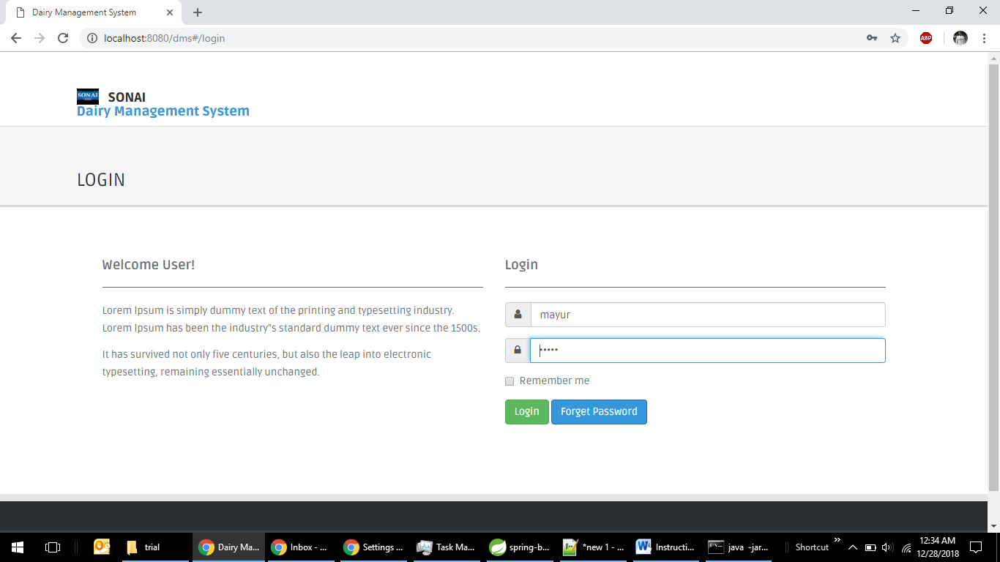 Dairy Management System
localhost:8080/dms#/login
ABP
SONAI
SONAI
Dairy Management System
LOGIN
Welcome User!
Lorem Ipsum is simply dummy text of the printing and typesetting industry.
Lorem Ipsum has been the industry"s standard dummy text ever since the 1500s.
It has survived not only five centuries, but also the leap into electronic
typesetting, remaining essentially unchanged.
Login
mayur
•••••
Remember me
Login
Forget Password
trial
Dairy Ma...
Inbox - ...
Settings ...
Task Ma...
spring-b...
*new 1 - ...
Instructi...
java -jar...
Shortcut
12:34 AM
12/28/2018